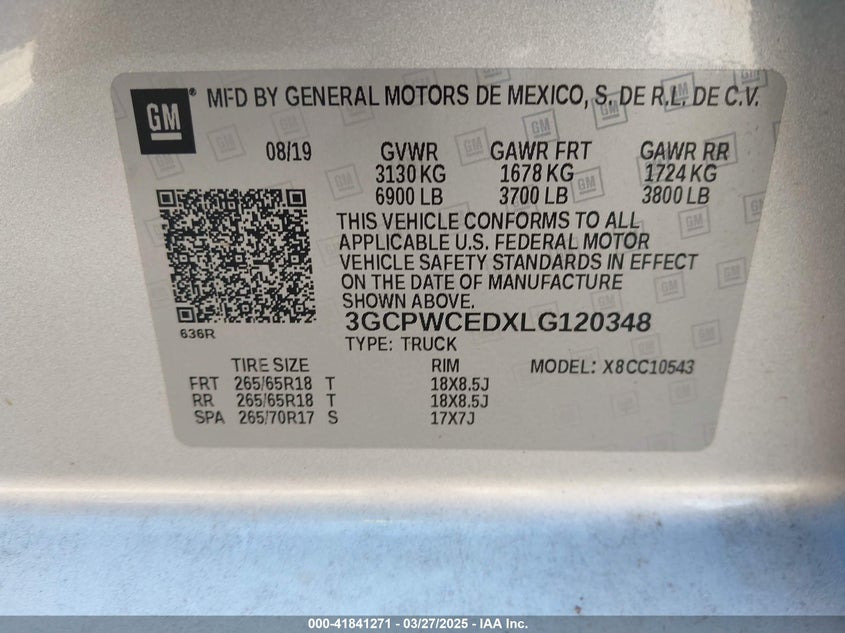 GM ® MFD BY GENERAL MOTORS DE MEXICO, S. DE R.L. DE C.V.
08/19 GVWR GAWR FRT GAWR RR
3130 KG 1678 KG 1724 KG
6900 LB 3700 LB 3800 LB
THIS VEHICLE CONFORMS TO ALL
APPLICABLE U.S. FEDERAL MOTOR
VEHICLE SAFETY STANDARDS IN EFFECT
ON THE DATE OF MANUFACTURE
SHOWN ABOVE.
3GCPWCEDXLG120348
636R
TYPE: TRUCK
TIRE SIZE RIM MODEL: X8CC10543
FRT 265/65R18 T 18X8.5J
RR 265/65R18 T 18X8.5J
SPA 265/70R17 S 17X7J
000-41841271 - 03/27/2025 - IAA Inc.